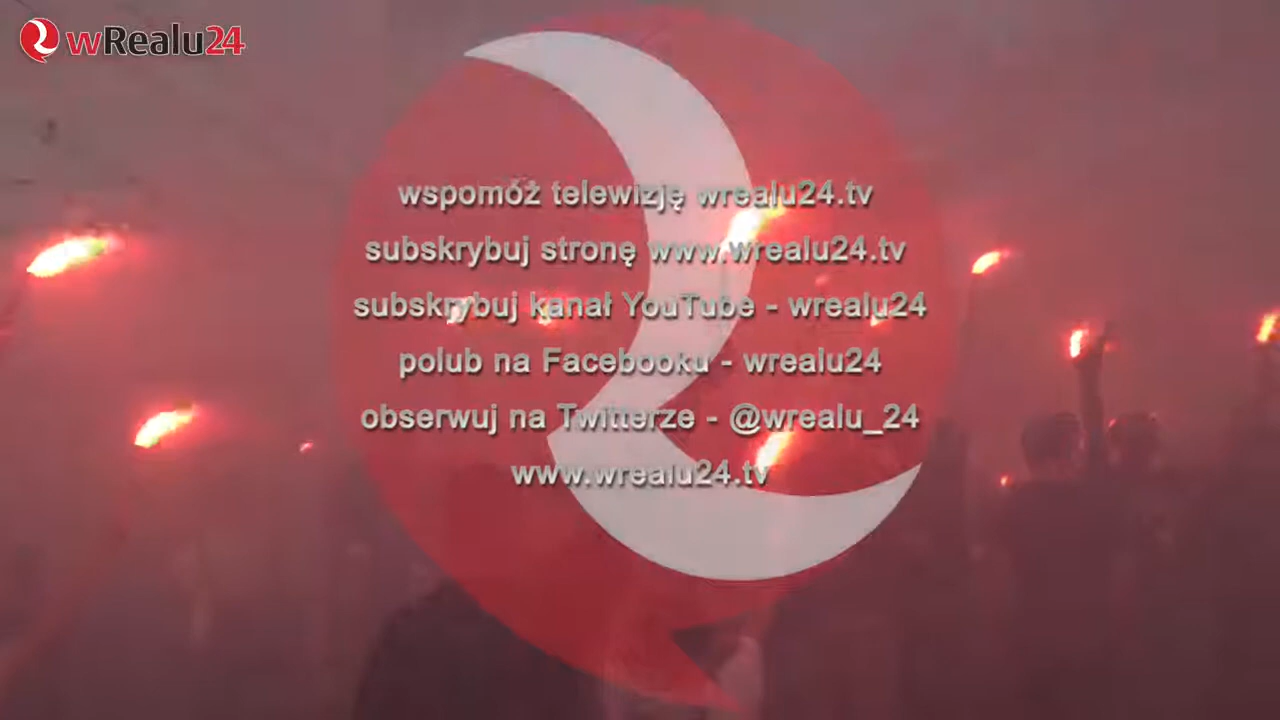 wRealu24
wspomóż telewizję wrealu24.tv
subskrybuj stronę www.wrealu24.tv
subskrybuj kanał YouTube - wrealu24
polub na Facebooku - wrealu24
obserwuj na Twitterze - @wrealu_24
www.wrealu24.tv